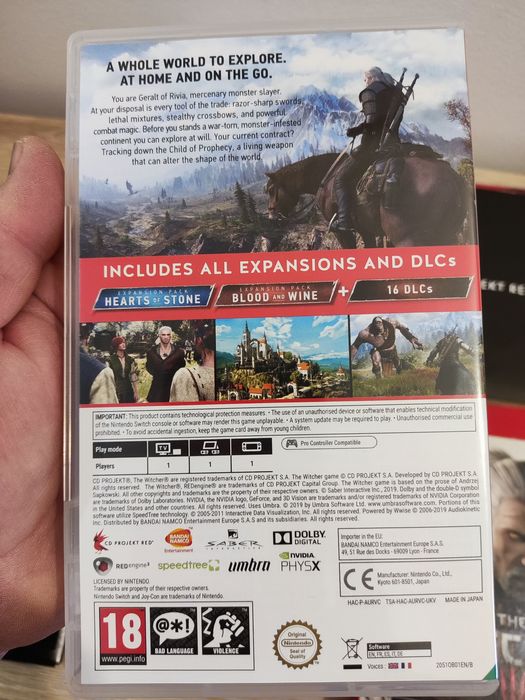 A WHOLE WORLD TO EXPLORE.
AT HOME AND ON THE GO.
You are Geralt of Rivia, mercenary monster slayer.
At your disposal is every tool of the trade: razor-sharp swords,
lethal mixtures, stealthy crossbows, and powerful
combat magic. Before you stands a war-torn, monster-infested
continent you can explore at will. Your current contract?
Tracking down the Child of Prophecy, a living weapon
that can alter the shape of the world.
INCLUDES ALL EXPANSIONS AND DLCs
EXPANSION PACK
HEARTS OF STONE
EXPANSION PACK
BLOOD AND WINE
+
16 DLCs
IMPORTANT: This product contains technological protection measures. • The use of an unauthorised device or software that enables technical modification
of the Nintendo Switch console or software may render this game unplayable. • A system update may be required to play. • Unauthorised commercial use
prohibited. • To avoid accidental ingestion, keep the game card away from young children.
Play mode
TV
Pro Controller Compatible
Players
1
CD PROJEKT®, The Witcher® are registered trademarks of CD PROJEKT S.A. The Witcher game © CD PROJEKT S.A. Developed by CD PROJEKT S.A.
All rights reserved. The Witcher®, REDengine® are trademarks of CD PROJEKT Capital Group. The Witcher game is based on the prose of Andrzej
Sapkowski. All other copyrights and trademarks are the property of their respective owners. © Saber Interactive Inc., 2019. Dolby and the double-D symbol
are trademarks of Dolby Laboratories. NVIDIA, the NVIDIA logo, GeForce, and 3D Vision are trademarks and/or registered trademarks of NVIDIA Corporation
in the United States and other countries. All rights reserved. Uses Umbra. © 2019 by Umbra Software Ltd. www.umbrasoftware.com. Portions of this
software utilize SpeedTree technology © 2005-2011 Interactive Data Visualization, Inc. All rights reserved. Powered by Wwise © 2006-2019 Audiokinetic
Inc. Distributed by BANDAI NAMCO Entertainment Europe S.A.S and its subsidiaries. All rights reserved.
CD PROJEKT RED®
BANDAI
NAMCO
Entertainment
SABER
INTERACTIVE
DOLBY
DIGITAL
REDengine3
speedtree
umbra
NVIDIA
PHYSX
Importer in the EU:
BANDAI NAMCO Entertainment Europe S.A.S,
49, 51 Rue des Docks - 69009 Lyon - France
CE
Manufacturer: Nintendo Co., Ltd.,
Kyoto 601-8501, Japan
HAC-P-AURVC TSA-HAC-AURVC-UKV MADE IN JAPAN
LICENSED BY NINTENDO.
Trademarks are property of their respective owners.
Nintendo Switch and Joy-Con are trademarks of Nintendo.
18
www.pegi.info
@*!
BAD LANGUAGE
VIOLENCE
Original
Nintendo
Seal of
Quality
Software
EN, FR, ES, IT, DE
VOICES:
2051OB01EN/B
EKT RE
THE